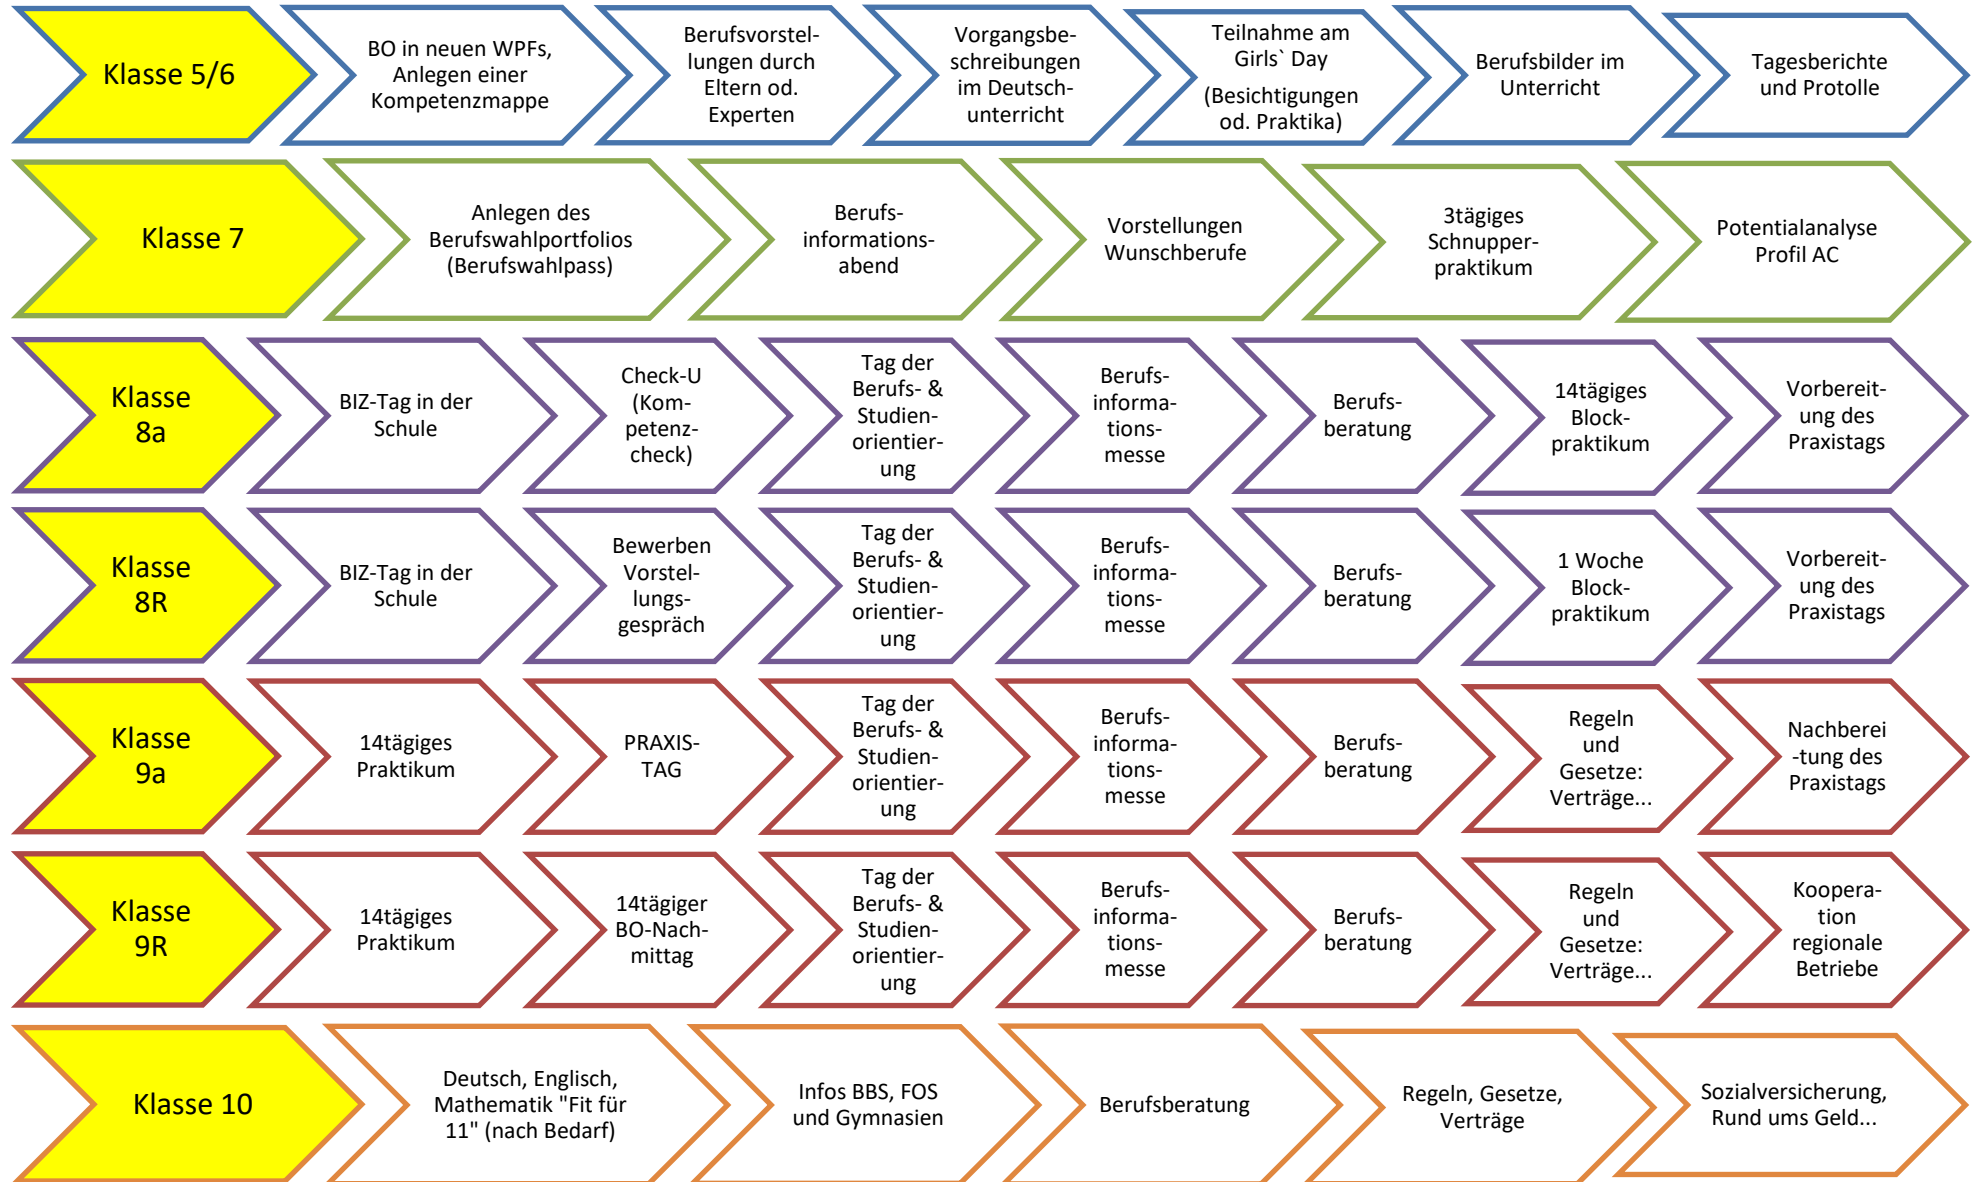 Klasse 5/6
BO in neuen WPFs,
Anlegen einer
Kompetenzmappe
Berufsvorstel-
lungen durch
Eltern od.
Experten
Vorgangsbe-
schreibungen
im Deutsch-
unterricht
Teilnahme am
Girls` Day
(Besichtigungen
od. Praktika)
Berufsbilder im
Unterricht
Tagesberichte
und Protolle
Klasse 7
Anlegen des
Berufswahlportfolios
(Berufswahlpass)
Berufs-
informations-
abend
Vorstellungen
Wunschberufe
3tägiges
Schnupper-
praktikum
Potentialanalyse
Profil AC
Klasse
8a
BIZ-Tag in der
Schule
Check-U
(Kom-
petenz-
check)
Tag der
Berufs- &
Studien-
orientier-
ung
Berufs-
informa-
tions-
messe
Berufs-
beratung
14tägiges
Block-
praktikum
Vorbereit-
ung des
Praxistags
Klasse
8R
BIZ-Tag in der
Schule
Bewerben
Vorstel-
lungs-
gespräch
Tag der
Berufs- &
Studien-
orientier-
ung
Berufs-
informa-
tions-
messe
Berufs-
beratung
1 Woche
Block-
praktikum
Vorbereit-
ung des
Praxistags
Klasse
9a
14tägiges
Praktikum
PRAXIS-
TAG
Tag der
Berufs- &
Studien-
orientier-
ung
Berufs-
informa-
tions-
messe
Berufs-
beratung
Regeln
und
Gesetze:
Verträge...
Nachberei
-tung des
Praxistags
Klasse
9R
14tägiges
Praktikum
14tägiger
BO-Nach-
mittag
Tag der
Berufs- &
Studien-
orientier-
ung
Berufs-
informa-
tions-
messe
Berufs-
beratung
Regeln
und
Gesetze:
Verträge...
Koopera-
tion
regionale
Betriebe
Klasse 10
Deutsch, Englisch,
Mathematik "Fit für
11" (nach Bedarf)
Infos BBS, FOS
und Gymnasien
Berufsberatung
Regeln, Gesetze,
Verträge
Sozialversicherung,
Rund ums Geld...